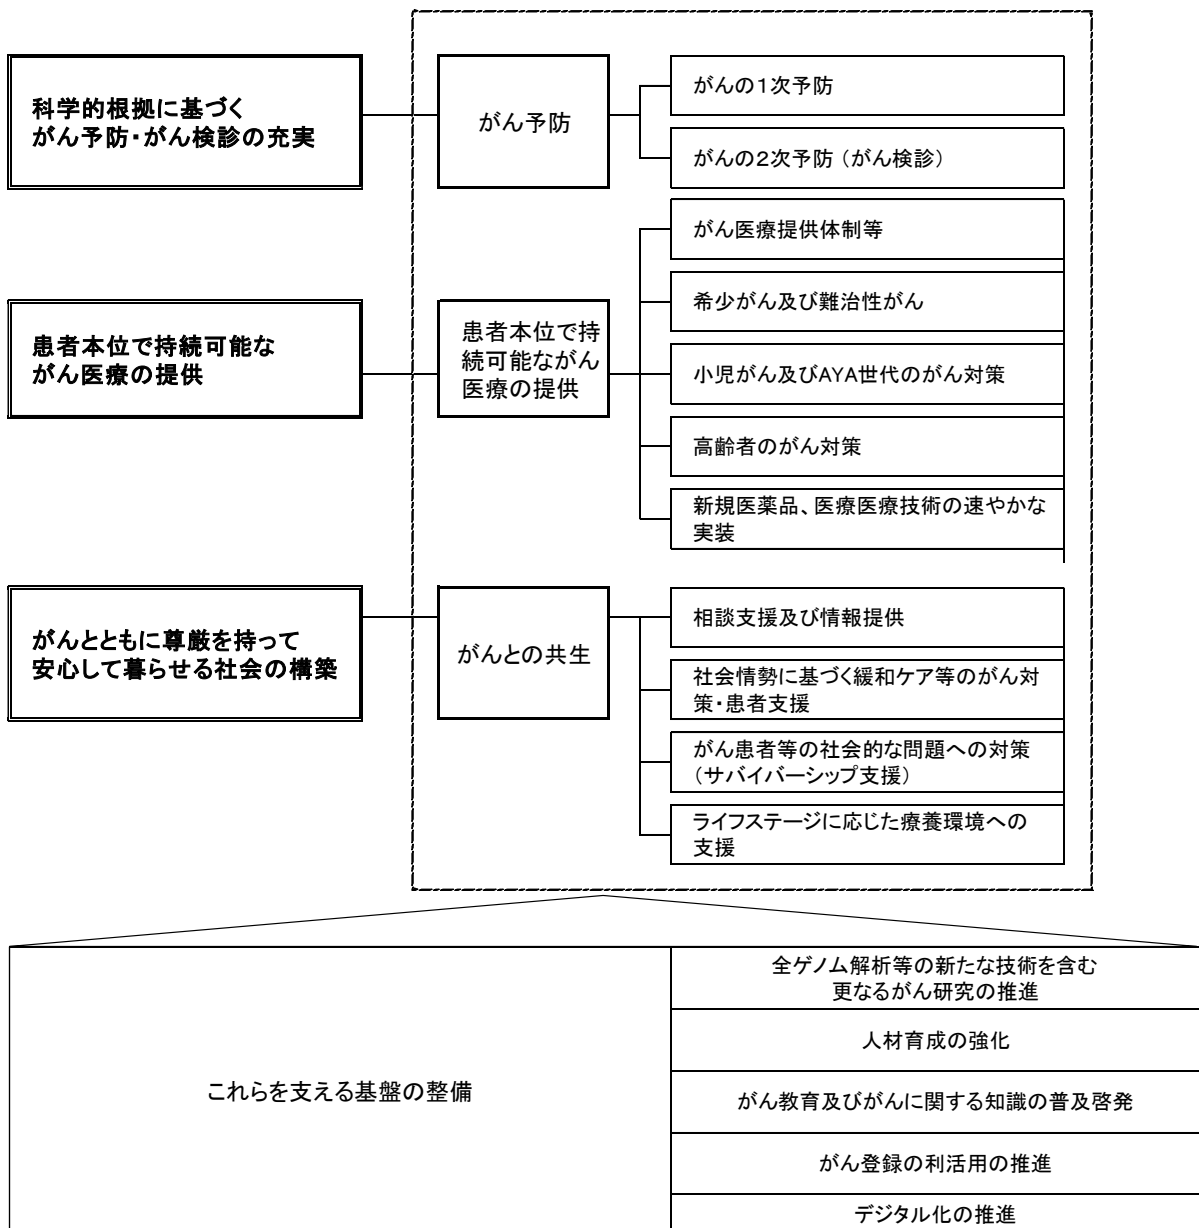 科学的根拠に基づく
がん予防・がん検診の充実
がん予防
がんの1次予防
がんの2次予防（がん検診）
患者本位で持続可能な
がん医療の提供
患者本位で持
続可能ながん
医療の提供
がん医療提供体制等
希少がん及び難治性がん
小児がん及びAYA世代のがん対策
高齢者のがん対策
新規医薬品、医療医療技術の速やかな
実装
がんとともに尊厳を持って
安心して暮らせる社会の構築
がんとの共生
相談支援及び情報提供
社会情勢に基づく緩和ケア等のがん対
策・患者支援
がん患者等の社会的な問題への対策
（サバイバーシップ支援）
ライフステージに応じた療養環境への
支援
これらを支える基盤の整備
全ゲノム解析等の新たな技術を含む
更なるがん研究の推進
人材育成の強化
がん教育及びがんに関する知識の普及啓発
がん登録の利活用の推進
デジタル化の推進